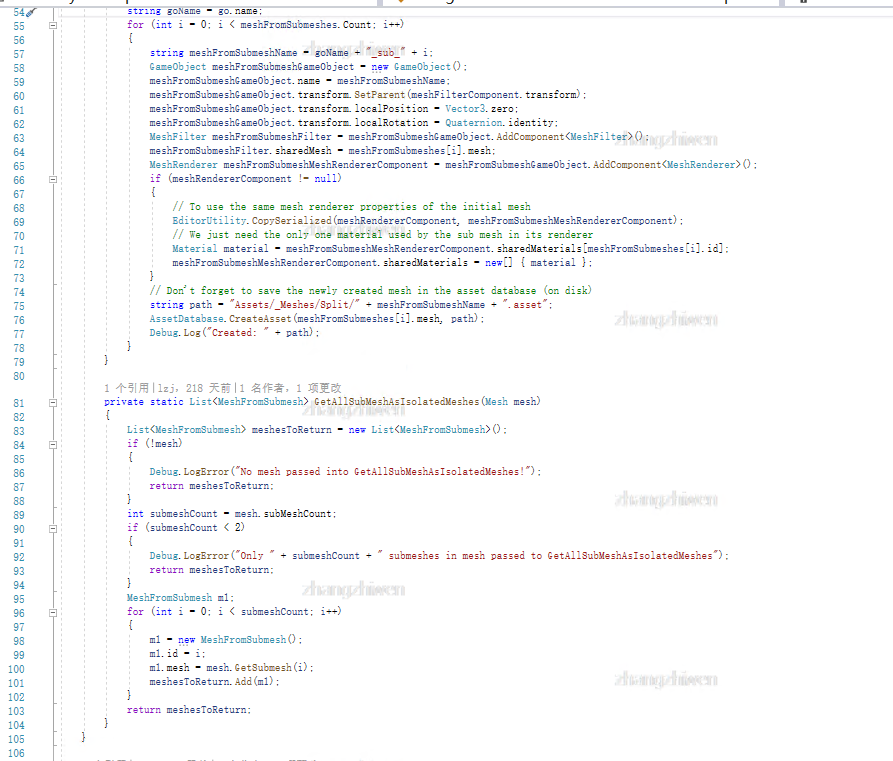 54 string goName = go.name;
55 for (int i = 0; i < meshFromSubmeshes.Count; i++)
56 {
57 string meshFromSubmeshName = goName + "_sub_" + i;
58 GameObject meshFromSubmeshGameObject = new GameObject();
59 meshFromSubmeshGameObject.name = meshFromSubmeshName;
60 meshFromSubmeshGameObject.transform.SetParent(meshFilterComponent.transform);
61 meshFromSubmeshGameObject.transform.localPosition = Vector3.zero;
62 meshFromSubmeshGameObject.transform.localRotation = Quaternion.identity;
63 MeshFilter meshFromSubmeshFilter = meshFromSubmeshGameObject.AddComponent<MeshFilter>();
64 meshFromSubmeshFilter.sharedMesh = meshFromSubmeshes[i].mesh;
65 MeshRenderer meshFromSubmeshMeshRendererComponent = meshFromSubmeshGameObject.AddComponent<MeshRenderer>();
66 if (meshRendererComponent != null)
67 {
68 // To use the same mesh renderer properties of the initial mesh
69 EditorUtility.CopySerialized(meshRendererComponent, meshFromSubmeshMeshRendererComponent);
70 // We just need the only one material used by the sub mesh in its renderer
71 Material material = meshFromSubmeshMeshRendererComponent.sharedMaterials[meshFromSubmeshes[i].id];
72 meshFromSubmeshMeshRendererComponent.sharedMaterials = new[] { material };
73 }
74 // Don't forget to save the newly created mesh in the asset database (on disk)
75 string path = "Assets/_Meshes/Split/" + meshFromSubmeshName + ".asset";
76 AssetDatabase.CreateAsset(meshFromSubmeshes[i].mesh, path);
77 Debug.Log("Created: " + path);
78 }
79 }
80
1 个引用|lzj, 218 天前|1 名作者, 1 项更改
81 private static List<MeshFromSubmesh> GetAllSubMeshAsIsolatedMeshes(Mesh mesh)
82 {
83 List<MeshFromSubmesh> meshesToReturn = new List<MeshFromSubmesh>();
84 if (!mesh)
85 {
86 Debug.LogError("No mesh passed into GetAllSubMeshAsIsolatedMeshes!");
87 return meshesToReturn;
88 }
89 int submeshCount = mesh.subMeshCount;
90 if (submeshCount < 2)
91 {
92 Debug.LogError("Only " + submeshCount + " submeshes in mesh passed to GetAllSubMeshAsIsolatedMeshes");
93 return meshesToReturn;
94 }
95 MeshFromSubmesh m1;
96 for (int i = 0; i < submeshCount; i++)
97 {
98 m1 = new MeshFromSubmesh();
99 m1.id = i;
100 m1.mesh = mesh.GetSubmesh(i);
101 meshesToReturn.Add(m1);
102 }
103 return meshesToReturn;
104 }
105 }
106
zhangzhiwen
zhangzhiwen
zhangzhiwen
zhangzhiwen
zhangzhiwen
zhangzhiwen
zhangzhiwen
zhangzhiwen